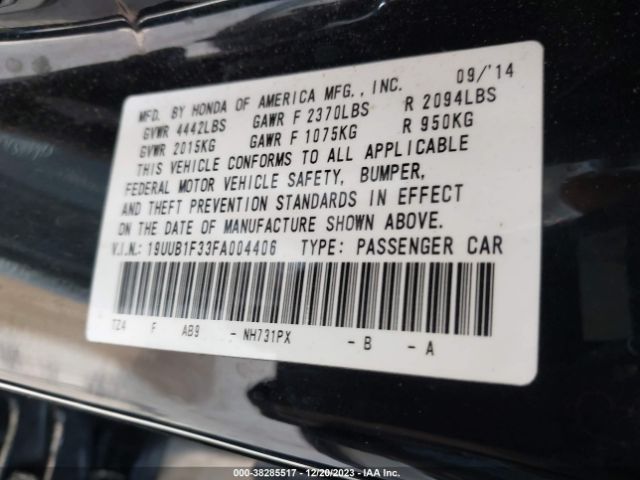 MFD. BY HONDA OF AMERICA MFG., INC. 09/'14
GVWR 4442LBS GAWR F 2370LBS R 2094LBS
GVWR 2015KG GAWR F 1075KG R 950KG
THIS VEHICLE CONFORMS TO ALL APPLICABLE
FEDERAL MOTOR VEHICLE SAFETY, BUMPER,
AND THEFT PREVENTION STANDARDS IN EFFECT
ON THE DATE OF MANUFACTURE SHOWN ABOVE.
V.I.N.: 19UUB1F33FA004406 TYPE: PASSENGER CAR
TZ4 F AB9 - NH731PX - B - A
000-38285517 - 12/20/2023 - IAA Inc.